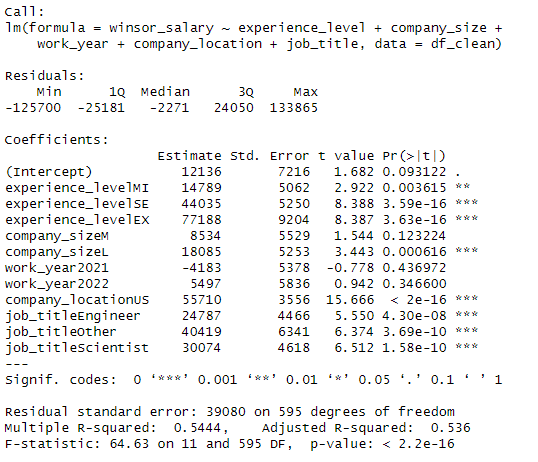 Call:
lm(formula = winsor_salary ~ experience_level + company_size +
    work_year + company_location + job_title, data = df_clean)
Residuals:
    Min      1Q  Median      3Q     Max
-125700  -25181   -2271   24050  133865
Coefficients:
                    Estimate Std. Error t value Pr(>|t|)
(Intercept)            12136       7216   1.682 0.093122 .
experience_levelMI     14789       5062   2.922 0.003615 **
experience_levelSE     44035       5250   8.388 3.59e-16 ***
experience_levelEX     77188       9204   8.387 3.63e-16 ***
company_sizeM           8534       5529   1.544 0.123224
company_sizeL          18085       5253   3.443 0.000616 ***
work_year2021          -4183       5378  -0.778 0.436972
work_year2022           5497       5836   0.942 0.346600
company_locationUS     55710       3556  15.666  < 2e-16 ***
job_titleEngineer      24787       4466   5.550 4.30e-08 ***
job_titleOther         40419       6341   6.374 3.69e-10 ***
job_titleScientist     30074       4618   6.512 1.58e-10 ***
---
Signif. codes:  0 ‘***’ 0.001 ‘**’ 0.01 ‘*’ 0.05 ‘.’ 0.1 ‘ ’ 1
Residual standard error: 39080 on 595 degrees of freedom
Multiple R-squared:  0.5444,    Adjusted R-squared:  0.536
F-statistic: 64.63 on 11 and 595 DF,  p-value: < 2.2e-16